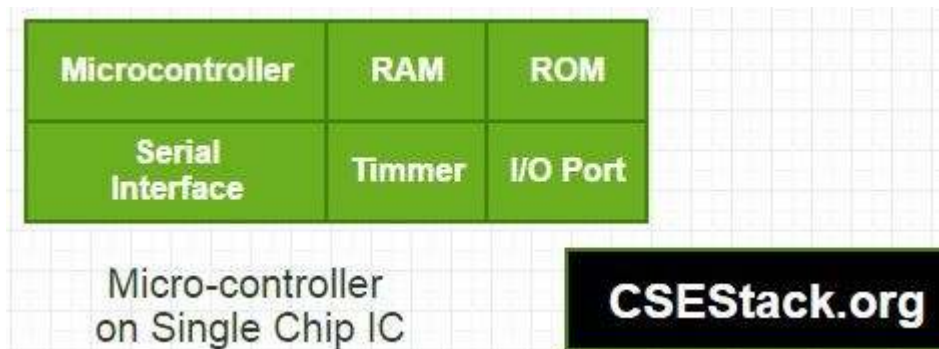 Microcontroller RAM ROM
Serial
Interface Timmer I/O Port
Micro-controller
on Single Chip IC
CSEStack.org